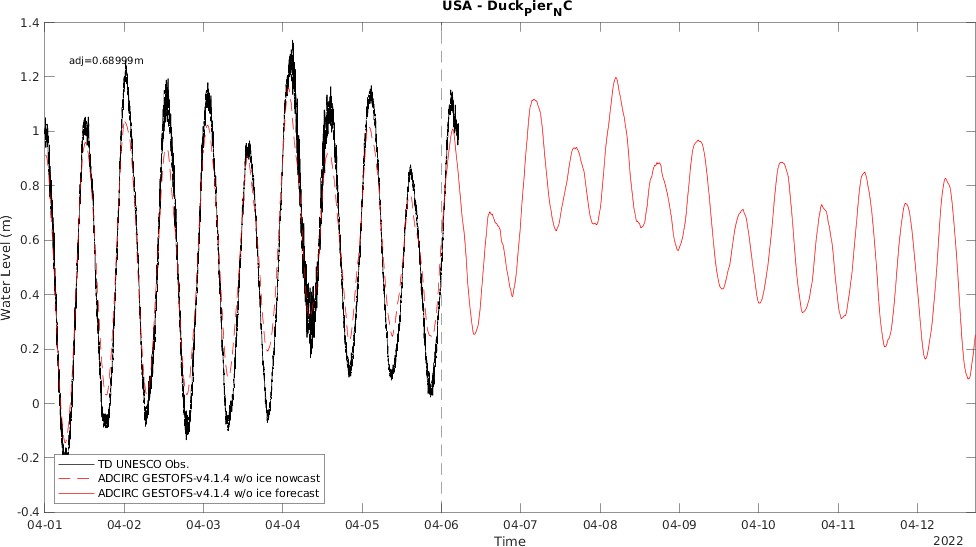 USA - DuckPierNC
adj=0.68999m
Water Level (m)
1.4
1.2
1
0.8
0.6
0.4
0.2
0
-0.2
-0.4
TD UNESCO Obs.
ADCIRC GESTOFS-v4.1.4 w/o ice nowcast
ADCIRC GESTOFS-v4.1.4 w/o ice forecast
04-01 04-02 04-03 04-04 04-05 04-06 04-07 04-08 04-09 04-10 04-11 04-12
Time
2022